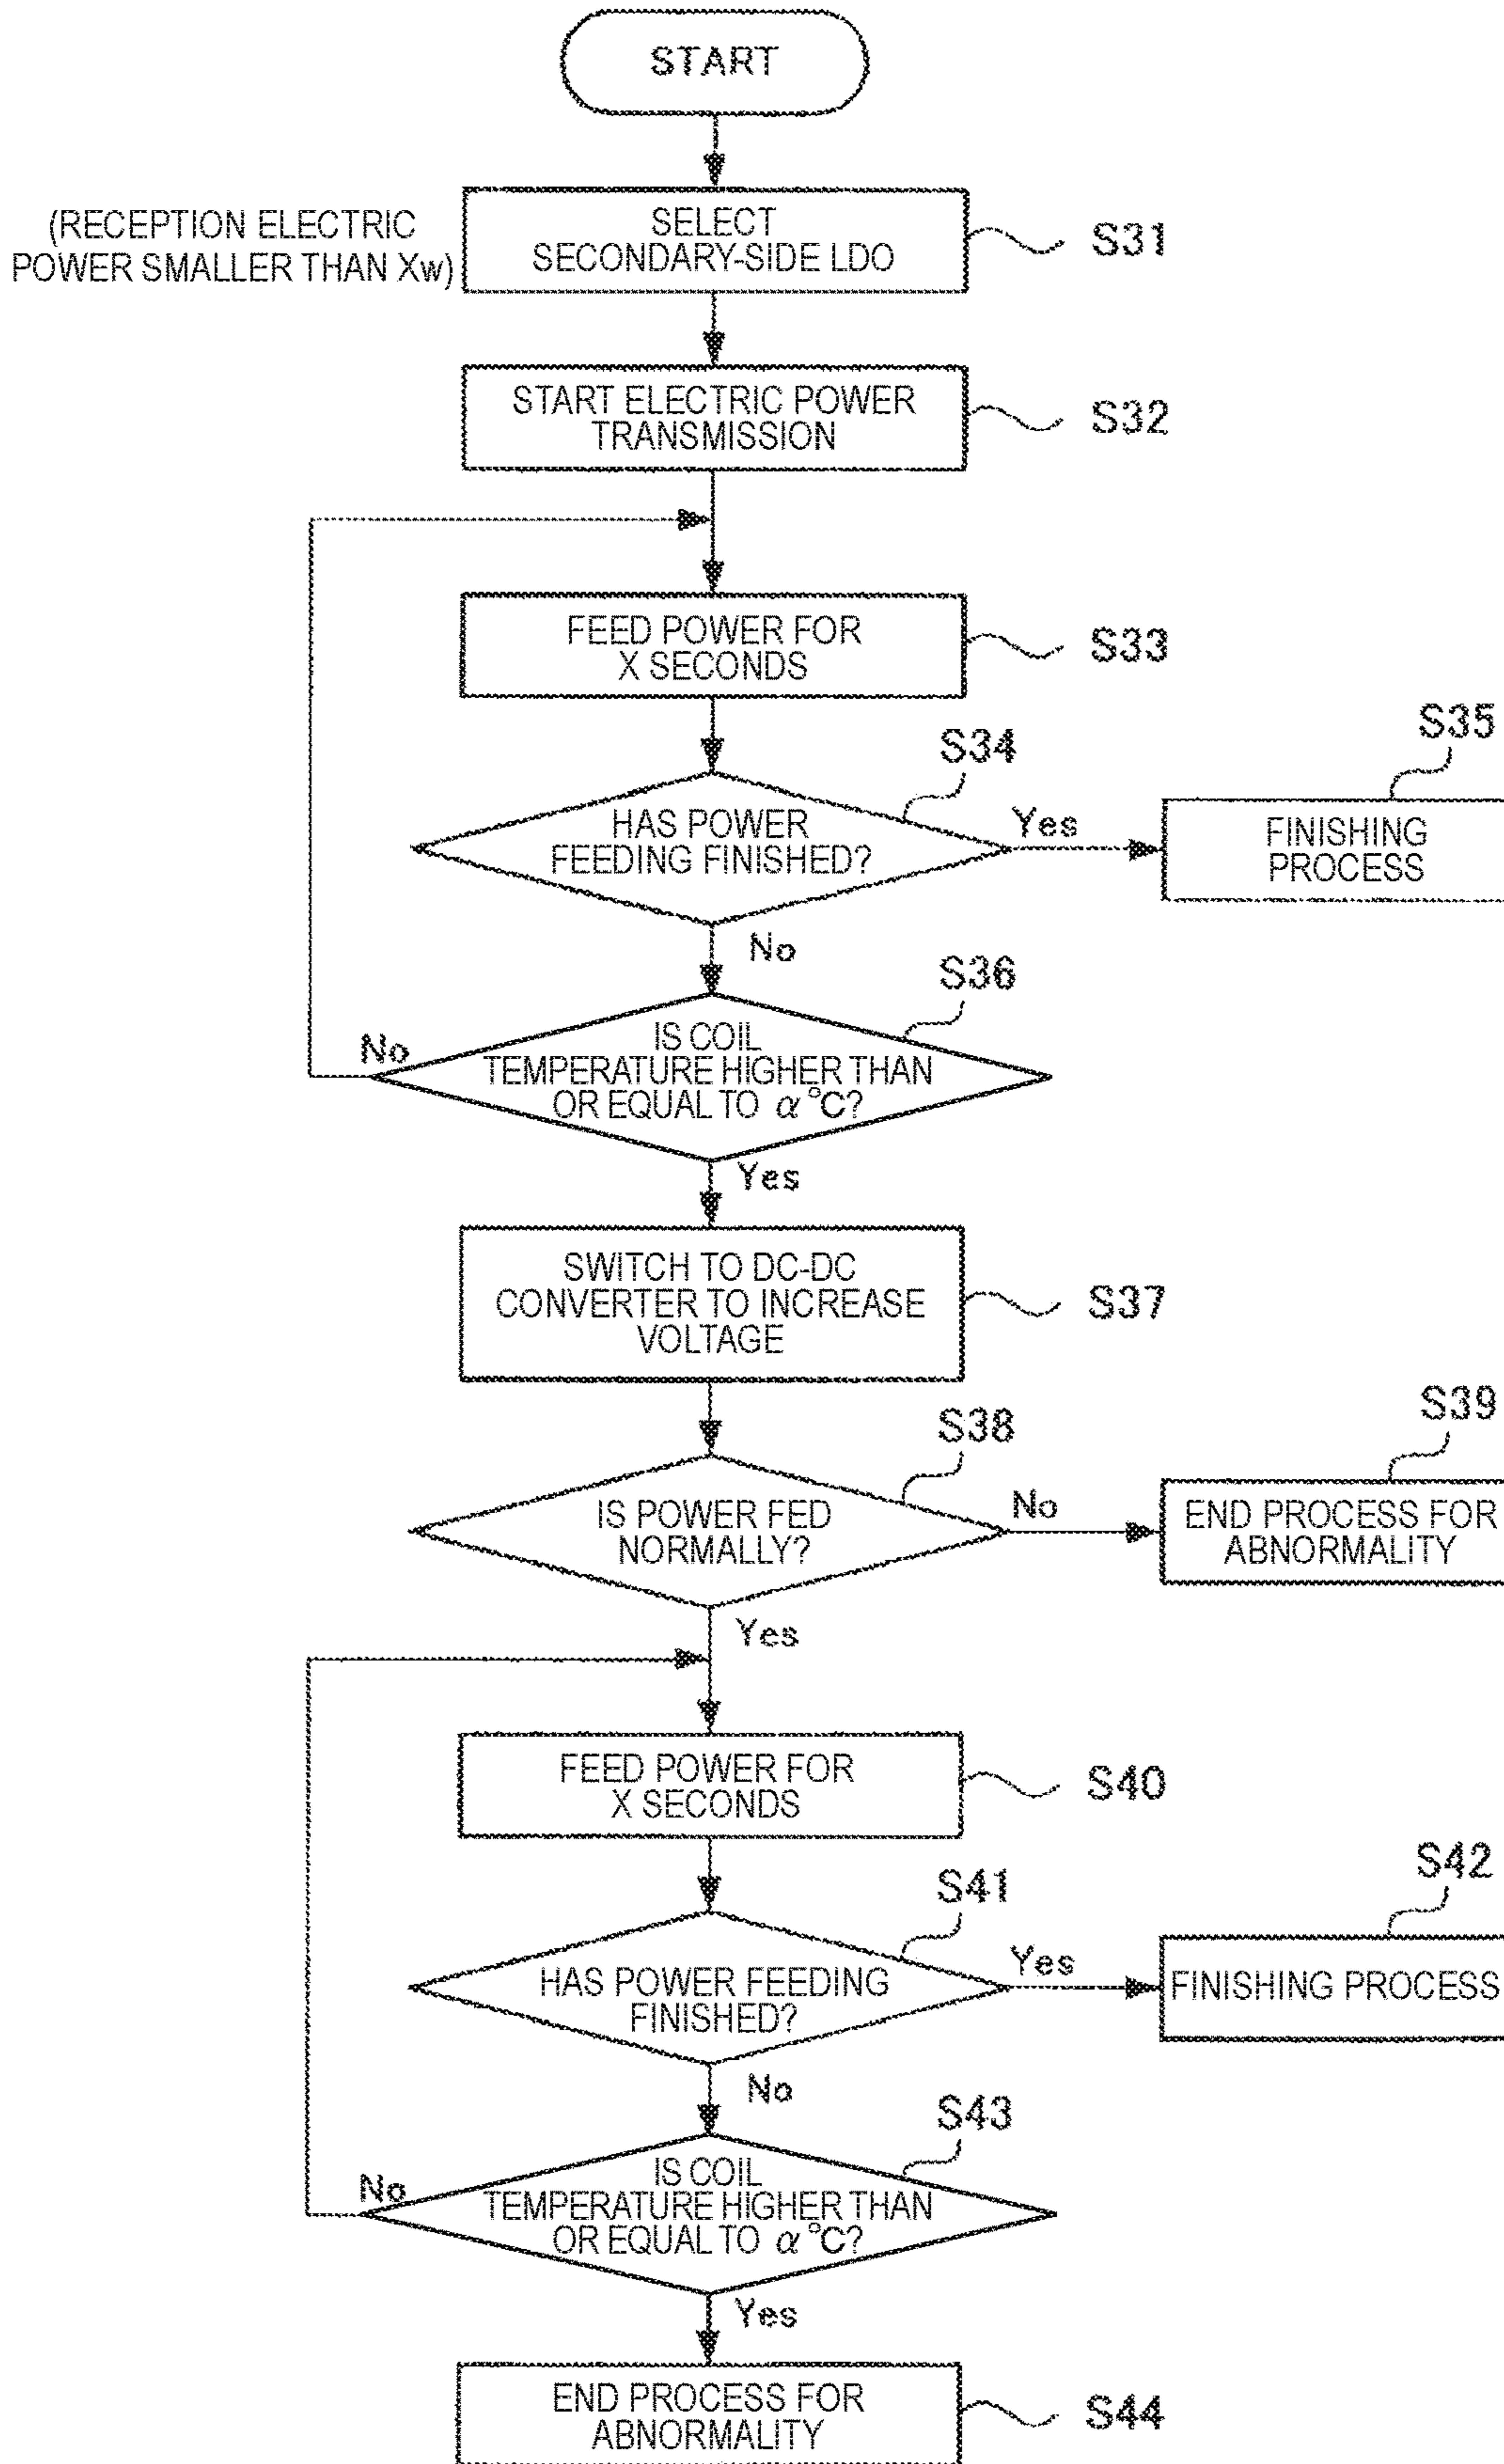 START
(RECEPTION ELECTRIC
POWER SMALLER THAN Xw)
SELECT
SECONDARY-SIDE LDO
S31
START ELECTRIC POWER
TRANSMISSION
S32
FEED POWER FOR
X SECONDS
S33
S34
HAS POWER
FEEDING FINISHED?
Yes
S35
FINISHING
PROCESS
No
S36
IS COIL
TEMPERATURE HIGHER THAN
OR EQUAL TO α°C?
No
Yes
SWITCH TO DC-DC
CONVERTER TO INCREASE
VOLTAGE
S37
S38
IS POWER FED
NORMALLY?
No
S39
END PROCESS FOR
ABNORMALITY
Yes
FEED POWER FOR
X SECONDS
S40
S41
HAS POWER FEEDING
FINISHED?
Yes
S42
FINISHING PROCESS
No
S43
IS COIL
TEMPERATURE HIGHER THAN
OR EQUAL TO α°C?
No
Yes
END PROCESS FOR
ABNORMALITY
S44